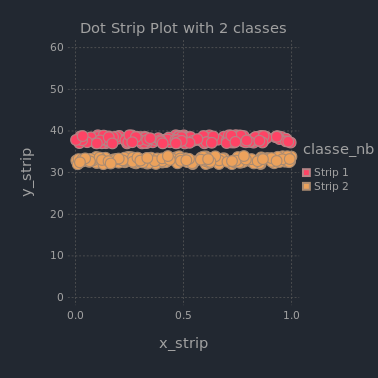 Dot Strip Plot with 2 classes
60
50
40
30
20
10
0
0.0
0.5
1.0
x_strip
y_strip
classe_nb
Strip 1
Strip 2